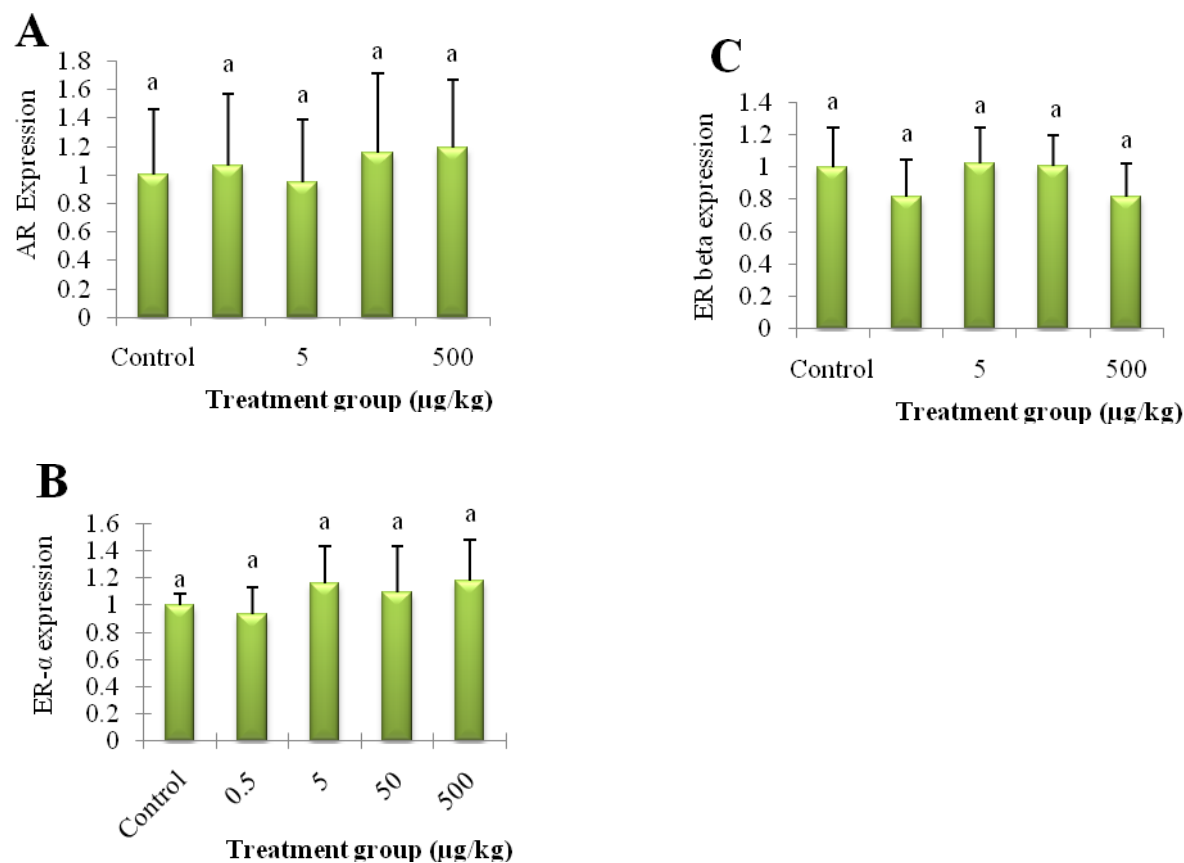 A
AR Expression
1.8
1.6
1.4
1.2
1
0.8
0.6
0.4
0.2
0
a a a a a
Control 5 500
Treatment group (µg/kg)
C
ER beta expression
1.4
1.2
1
0.8
0.6
0.4
0.2
0
a a a a a
Control 5 500
Treatment group (µg/kg)
B
ER-α expression
1.6
1.4
1.2
1
0.8
0.6
0.4
0.2
0
a a a a a
Control 0.5 5 50 500
Treatment group (µg/kg)